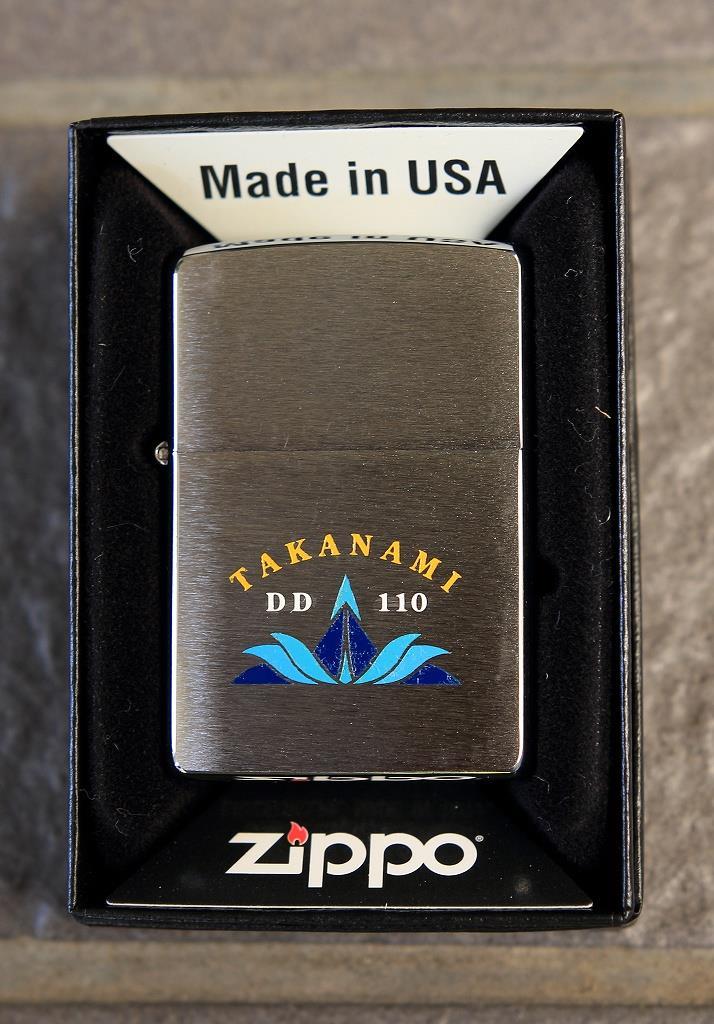 Made in USA
TAKANAMI
DD 110
zippo®